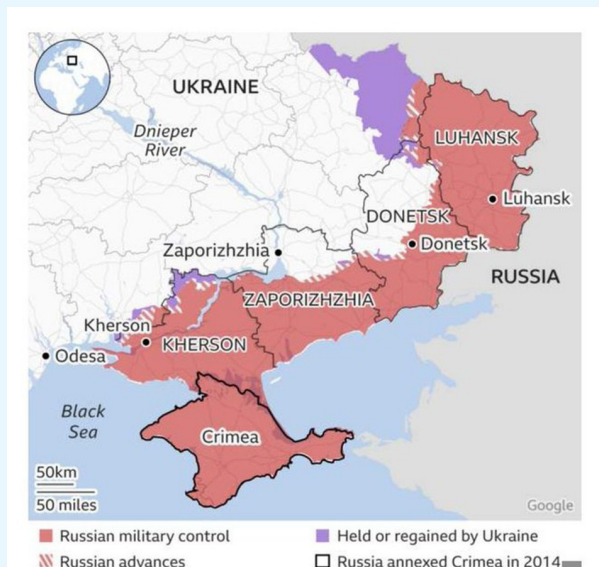 UKRAINE
Dnieper
River
LUHANSK
Luhansk
DONETSK
Donetsk
Zaporizhzhia
RUSSIA
ZAPORIZHZHIA
Kherson
KHERSON
Odesa
Black
Sea
Crimea
50km
50 miles
Google
Russian military control
Held or regained by Ukraine
Russian advances
Russia annexed Crimea in 2014